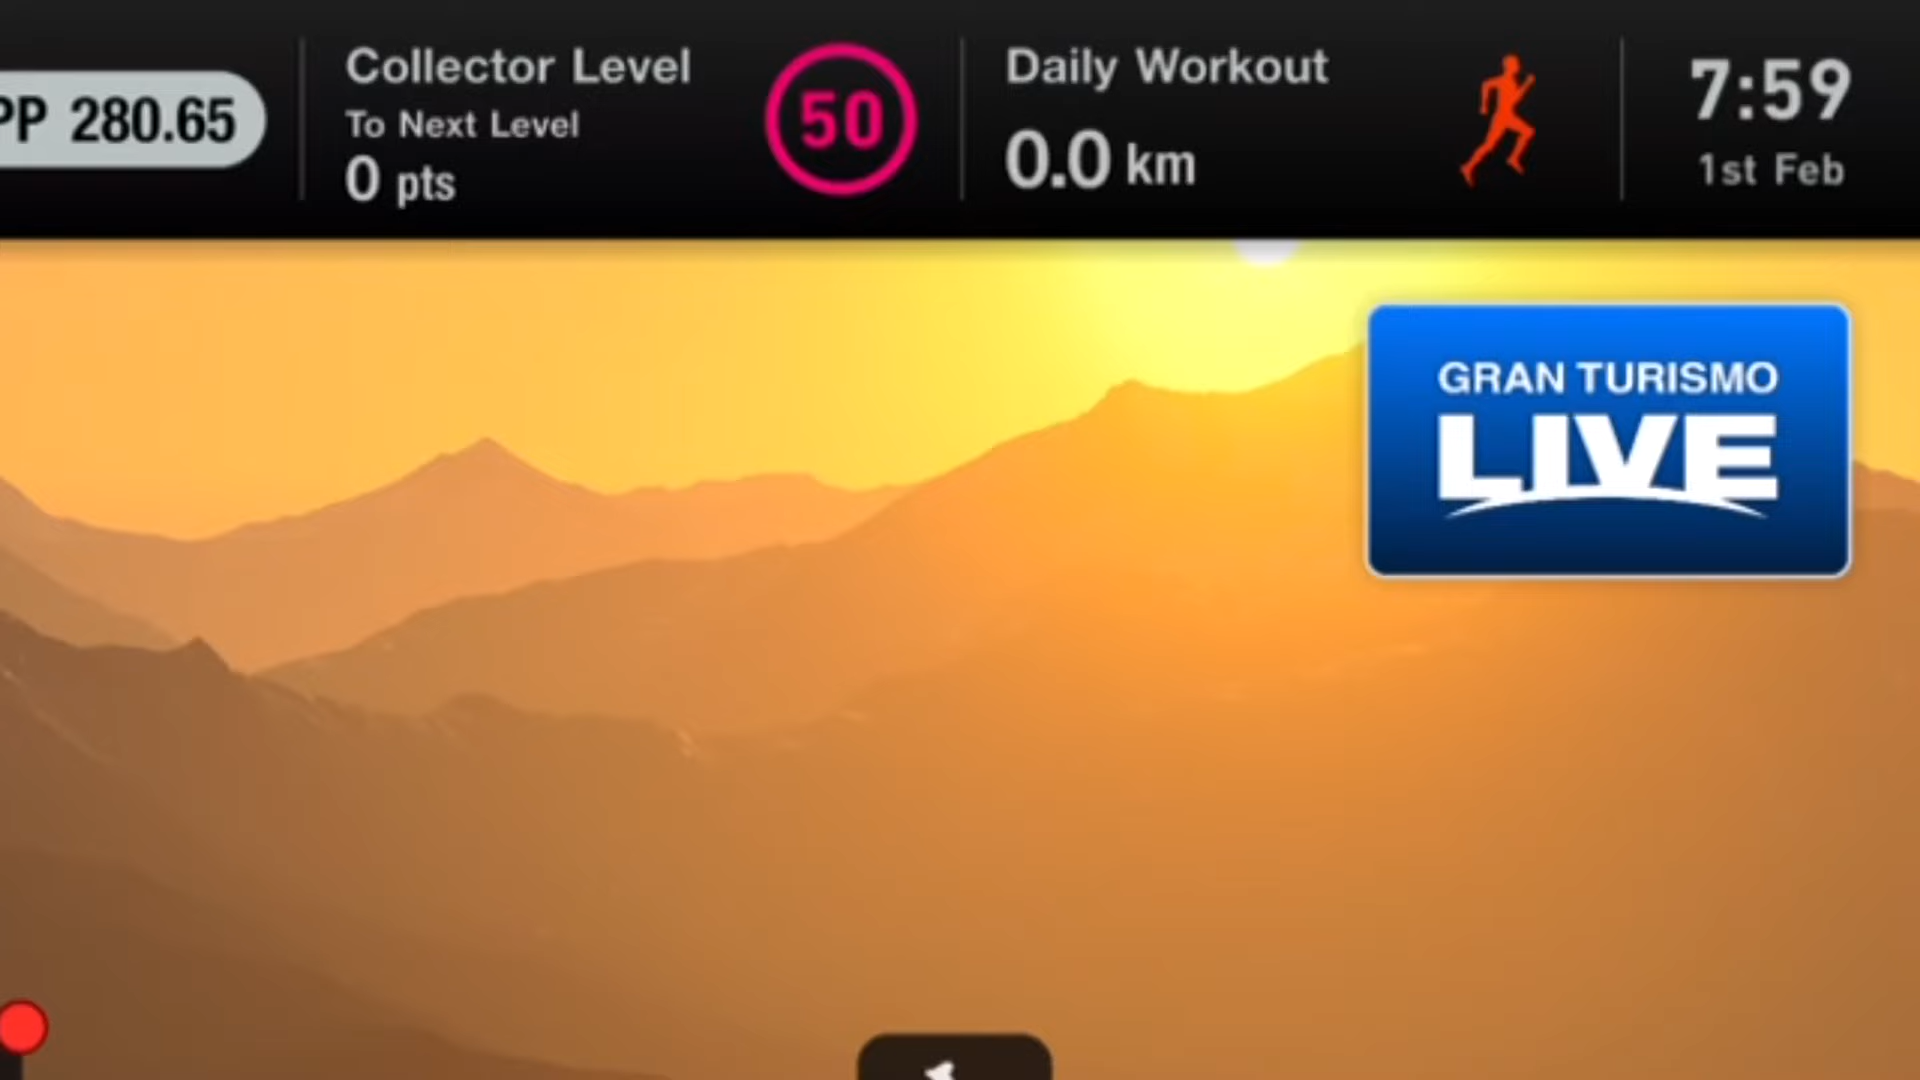 PP 280.65
Collector Level
To Next Level
0 pts
50
Daily Workout
0.0 km
7:59
1st Feb
GRAN TURISMO
LIVE